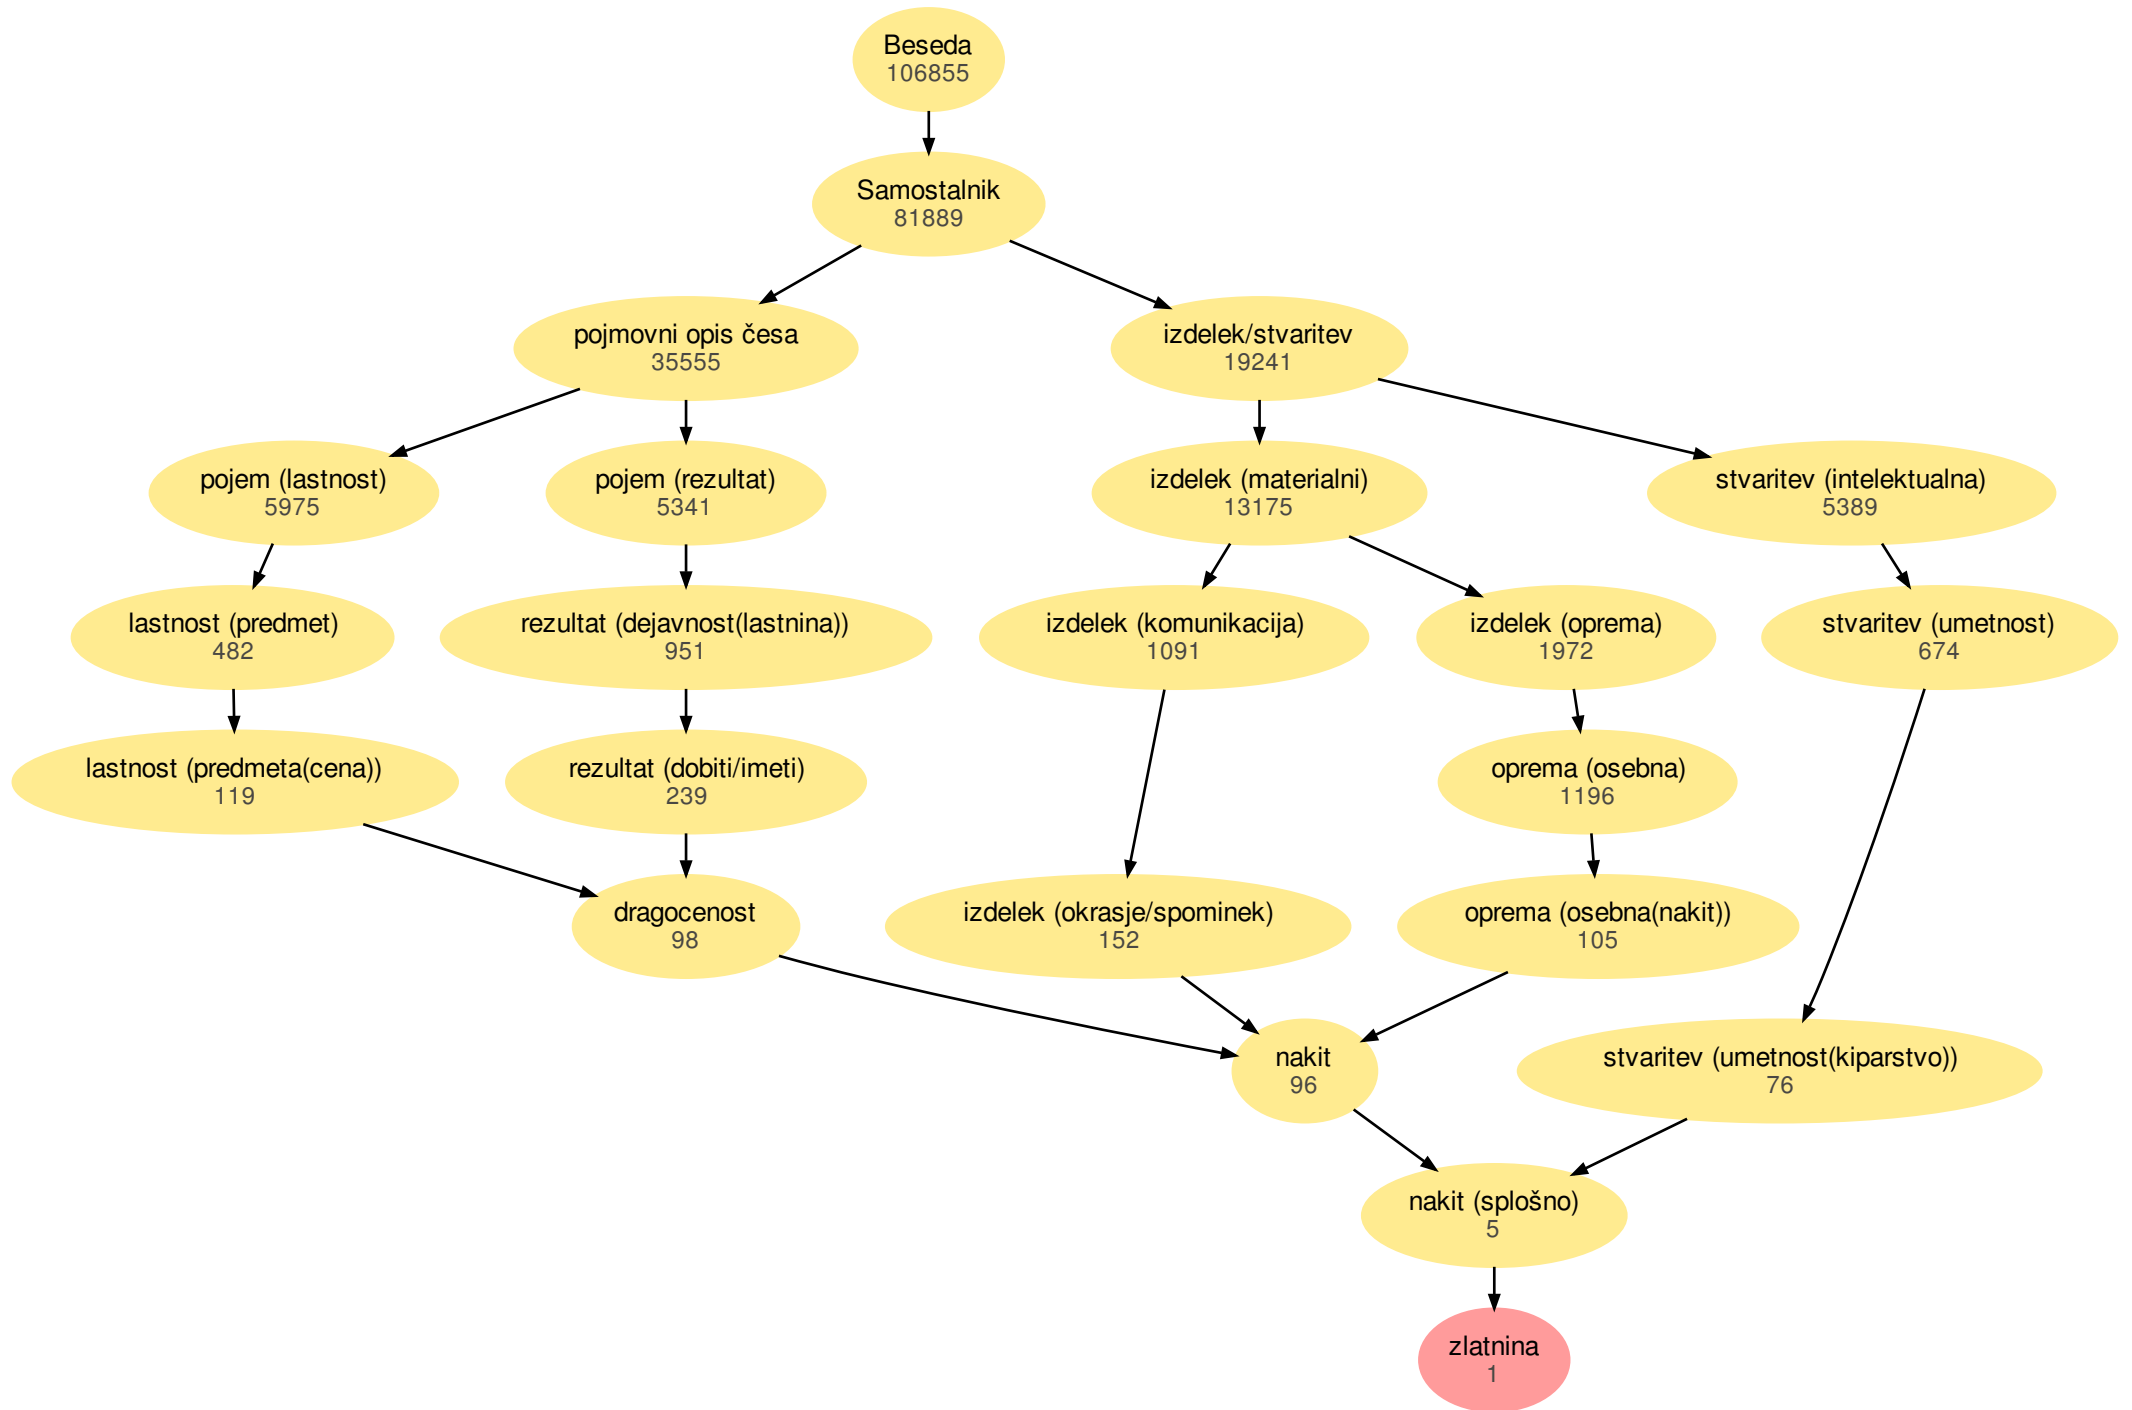 Beseda
106855
Samostalnik
81889
pojmovni opis česa
35555
izdelek/stvaritev
19241
pojem (lastnost)
5975
pojem (rezultat)
5341
izdelek (materialni)
13175
stvaritev (intelektualna)
5389
lastnost (predmet)
482
rezultat (dejavnost(lastnina))
951
izdelek (komunikacija)
1091
izdelek (oprema)
1972
stvaritev (umetnost)
674
lastnost (predmeta(cena))
119
rezultat (dobiti/imeti)
239
oprema (osebna)
1196
dragocenost
98
izdelek (okrasje/spominek)
152
oprema (osebna(nakit))
105
nakit
96
stvaritev (umetnost(kiparstvo))
76
nakit (splošno)
5
zlatnina
1